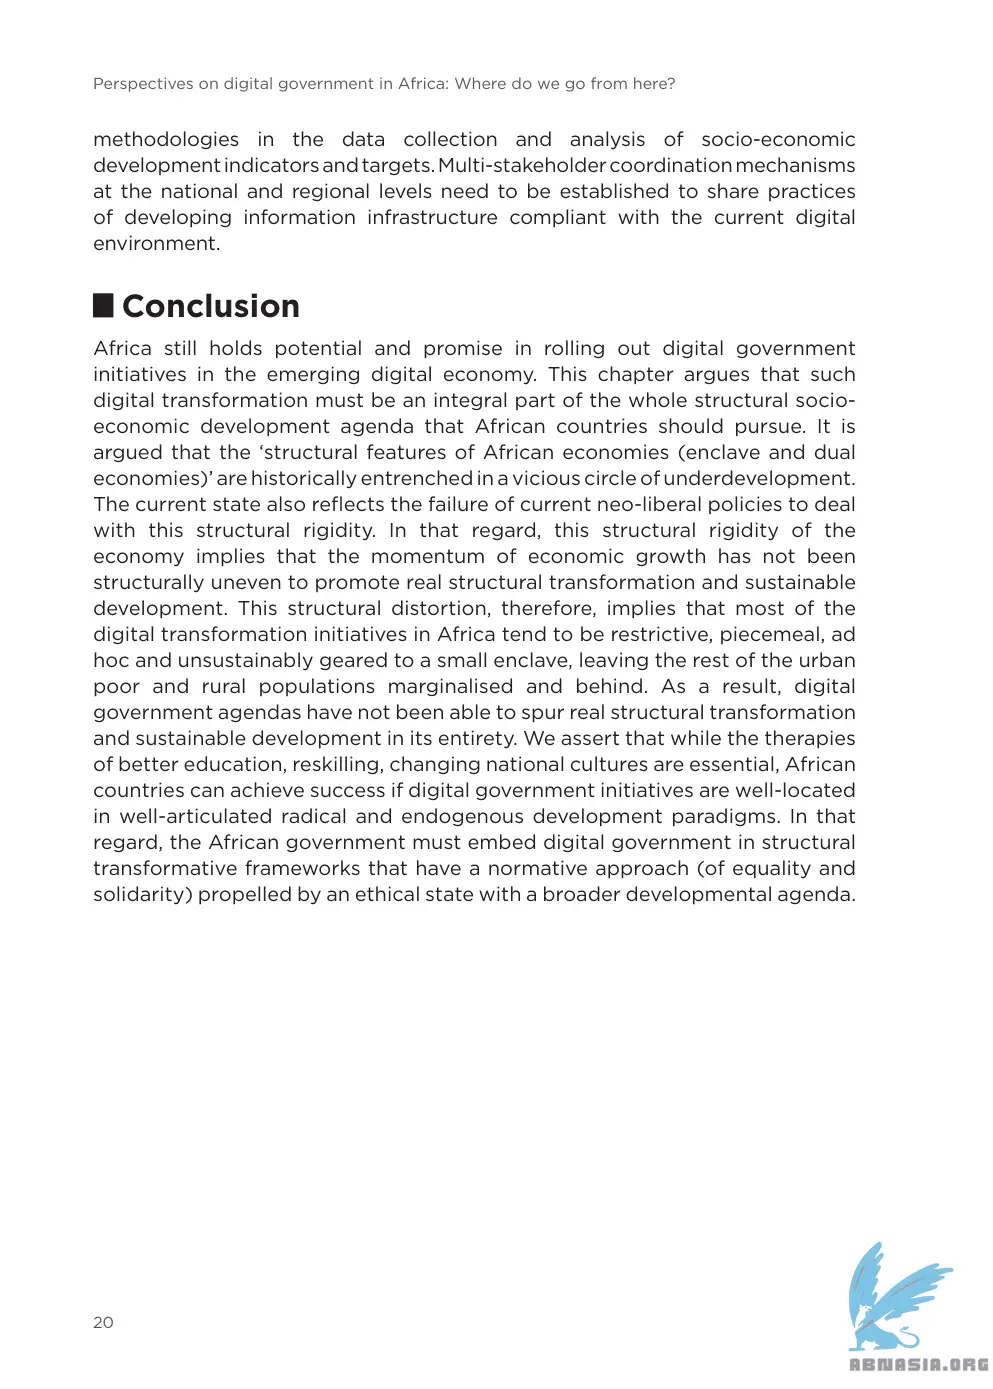 Perspectives on digital government in Africa: Where do we go from here?
methodologies in the data collection and analysis of socio-economic
development indicators and targets. Multi-stakeholder coordination mechanisms
at the national and regional levels need to be established to share practices
of developing information infrastructure compliant with the current digital
environment.
Conclusion
Africa still holds potential and promise in rolling out digital government
initiatives in the emerging digital economy. This chapter argues that such
digital transformation must be an integral part of the whole structural socio-
economic development agenda that African countries should pursue. It is
argued that the ‘structural features of African economies (enclave and dual
economies)’ are historically entrenched in a vicious circle of underdevelopment.
The current state also reflects the failure of current neo-liberal policies to deal
with this structural rigidity. In that regard, this structural rigidity of the
economy implies that the momentum of economic growth has not been
structurally uneven to promote real structural transformation and sustainable
development. This structural distortion, therefore, implies that most of the
digital transformation initiatives in Africa tend to be restrictive, piecemeal, ad
hoc and unsustainably geared to a small enclave, leaving the rest of the urban
poor and rural populations marginalised and behind. As a result, digital
government agendas have not been able to spur real structural transformation
and sustainable development in its entirety. We assert that while the therapies
of better education, reskilling, changing national cultures are essential, African
countries can achieve success if digital government initiatives are well-located
in well-articulated radical and endogenous development paradigms. In that
regard, the African government must embed digital government in structural
transformative frameworks that have a normative approach (of equality and
solidarity) propelled by an ethical state with a broader developmental agenda.
20
ABNASIA.ORG